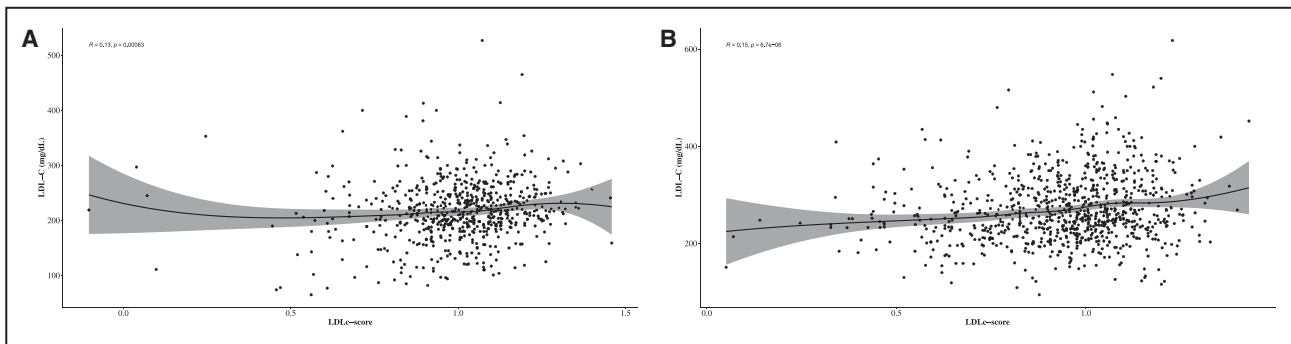 A
R = 0.13, p = 0.00063
500
400
300
200
100
LDL−C (mg/dL)
0.0 0.5 1.0 1.5
LDLc−score
B
R = 0.15, p = 6.7e−06
600
400
200
LDL−C (mg/dL)
0.0 0.5 1.0
LDLc−score